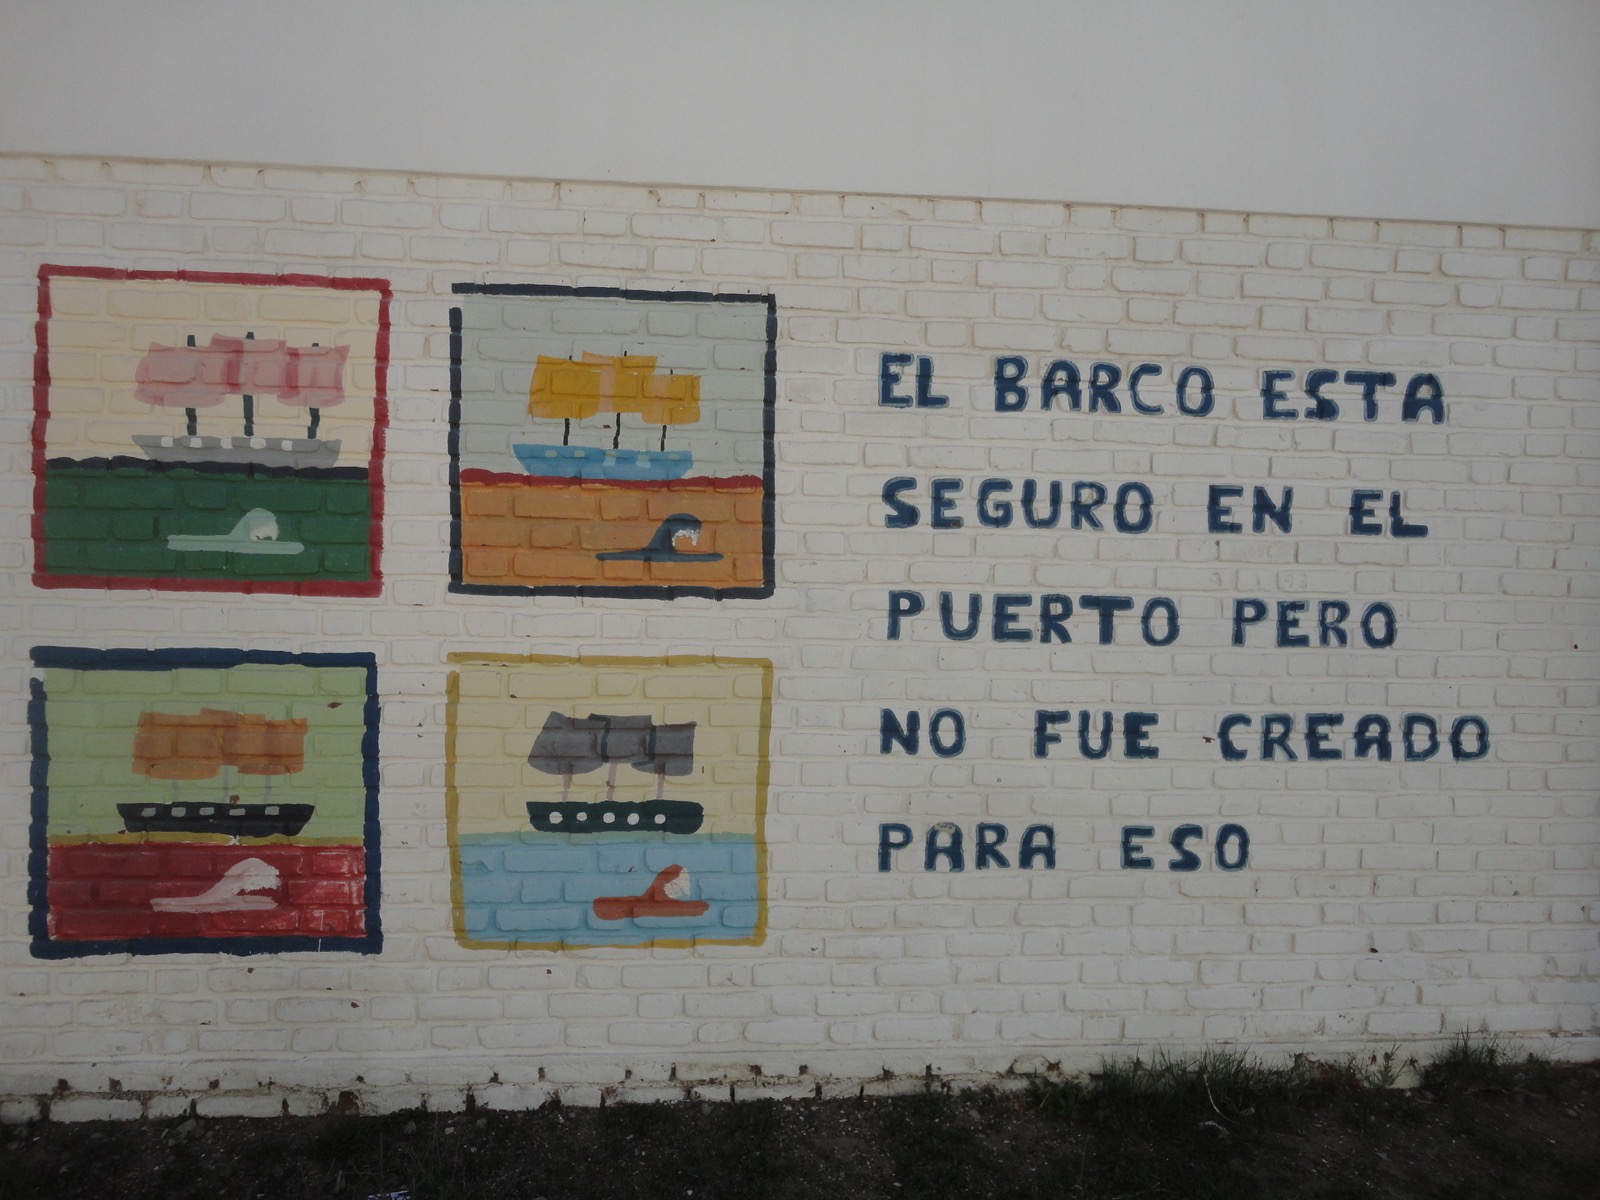 EL BARCO ESTA
SEGURO EN EL
PUERTO PERO
NO FUE CREADO
PARA ESO